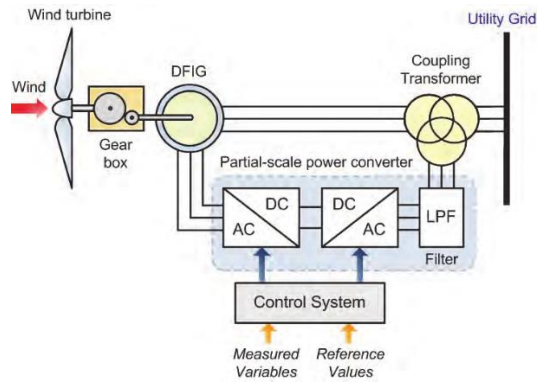 Wind turbine
Utility Grid
Coupling
Transformer
DFIG
Wind
Gear
box
Partial-scale power converter
DC
AC
DC
AC
LPF
Filter
Control System
Measured
Variables
Reference
Values